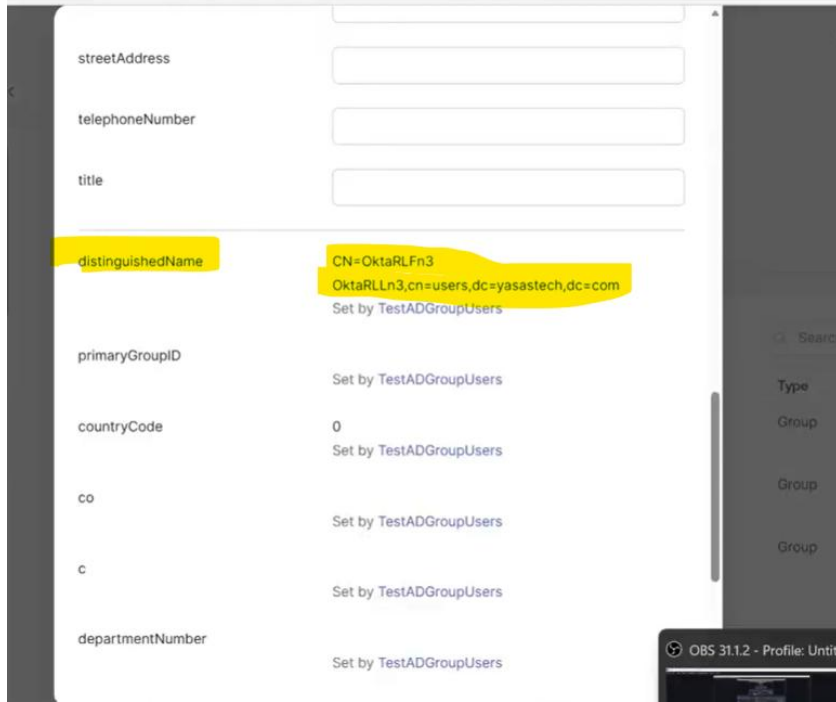 streetAddress
telephoneNumber
title
distinguishedName
CN=OktaRLFn3
OktaRLLn3,cn=users,dc=yasastech,dc=com
Set by TestADGroupUsers
primaryGroupID
Set by TestADGroupUsers
countryCode
0
Set by TestADGroupUsers
co
Set by TestADGroupUsers
c
Set by TestADGroupUsers
departmentNumber
Set by TestADGroupUsers
Type
Group
Group
Group
OBS 31.1.2 - Profile: